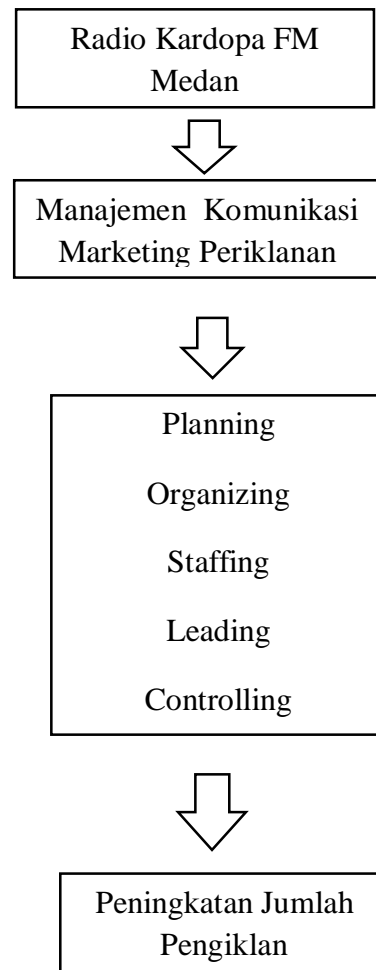 Radio Kardopa FM
Medan
Manajemen Komunikasi
Marketing Periklanan
Planning
Organizing
Staffing
Leading
Controlling
Peningkatan Jumlah
Pengiklan